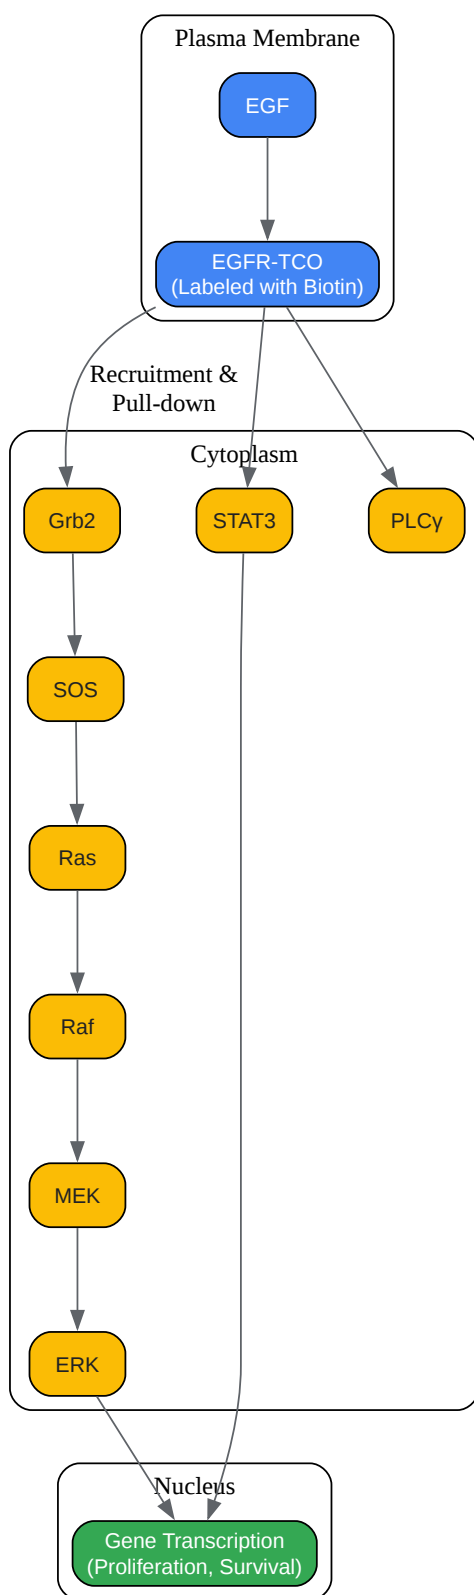 Plasma Membrane
EGF
EGFR-TCO
(Labeled with Biotin)
Recruitment &
Pull-down
Cytoplasm
Grb2
STAT3
PLCγ
SOS
Ras
Raf
MEK
ERK
Nucleus
Gene Transcription
(Proliferation, Survival)